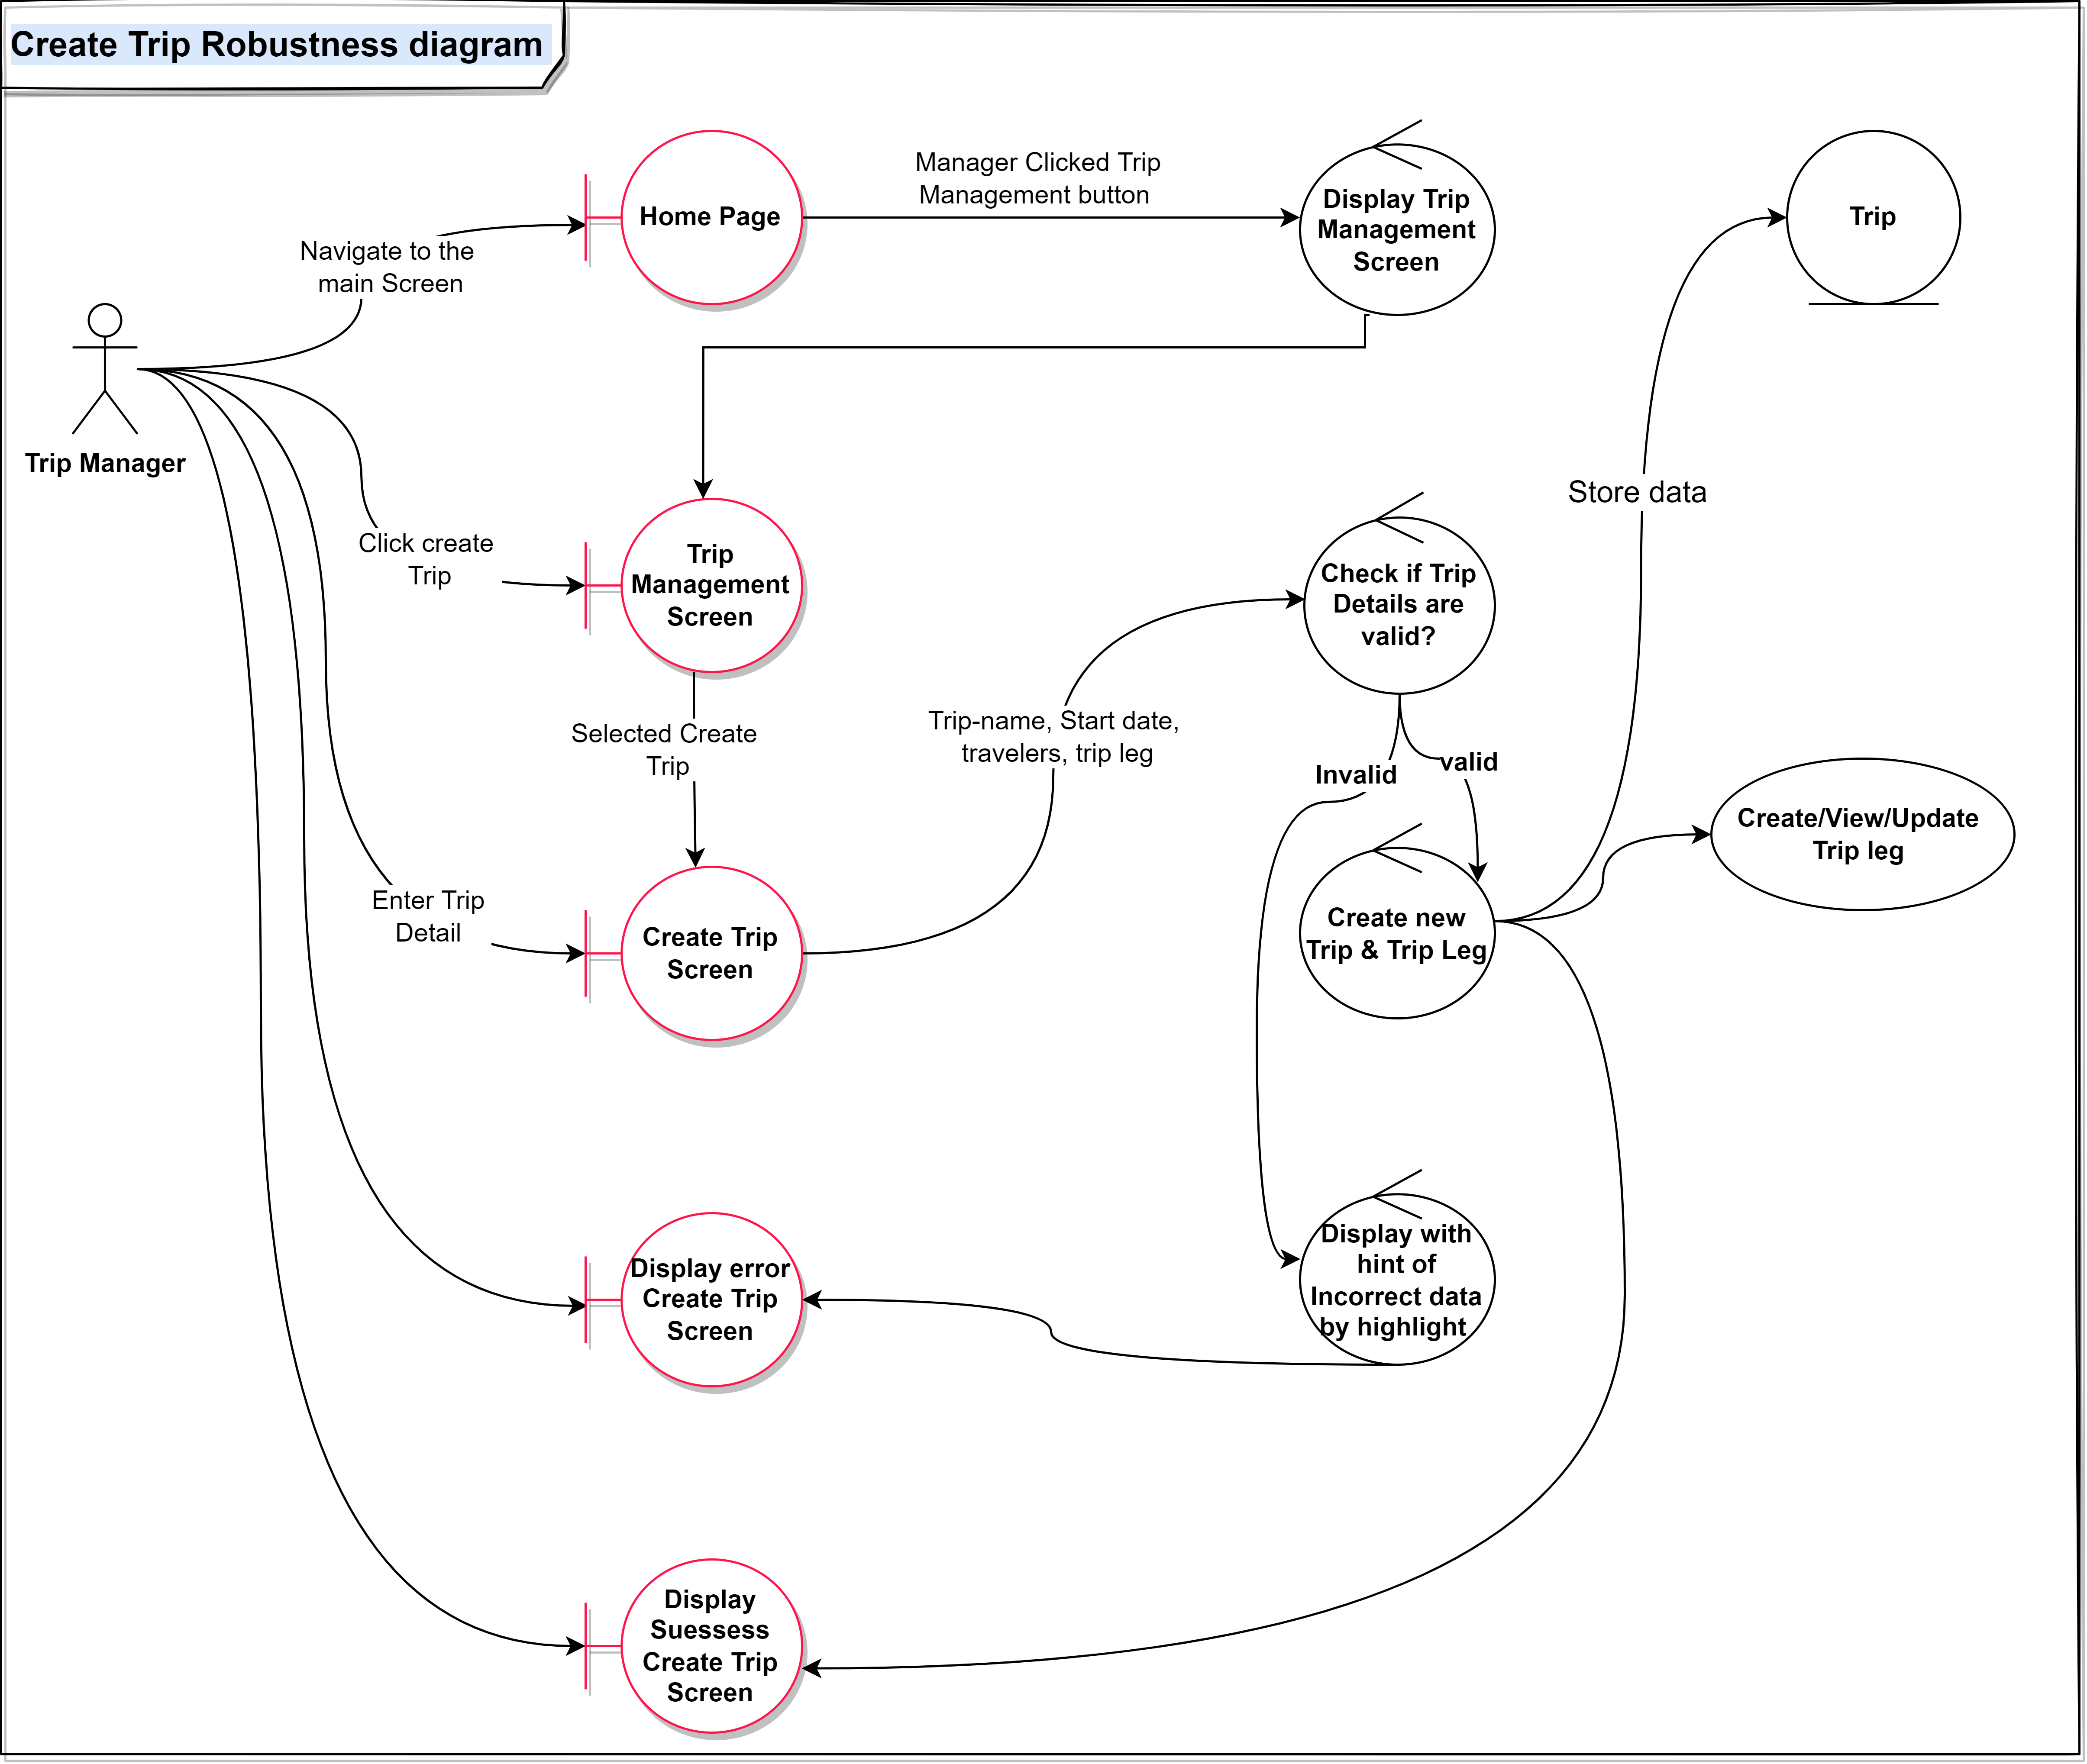 Create Trip Robustness diagram
Home Page
Manager Clicked Trip
Management button
Display Trip
Management
Screen
Trip
Navigate to the
main Screen
Trip Manager
Click create
Trip
Trip
Management
Screen
Check if Trip
Details are
valid?
Store data
Selected Create
Trip
Trip-name, Start date,
travelers, trip leg
Invalid
valid
Create/View/Update
Trip leg
Enter Trip
Detail
Create Trip
Screen
Create new
Trip & Trip Leg
Display error
Create Trip
Screen
Display with
hint of
Incorrect data
by highlight
Display
Suessess
Create Trip
Screen